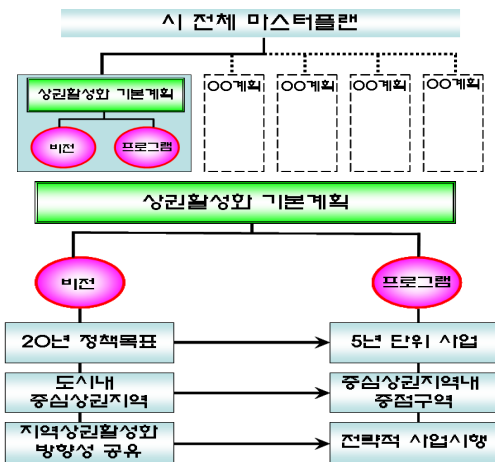 시 전체 마스터플랜
상권활성화 기본계획
비전
프로그램
OO계획
OO계획
OO계획
OO계획
상권활성화 기본계획
비전
프로그램
20년 정책목표
5년 단위 사업
도시내
중심상권지역
중심상권지역내
중점구역
지역상권활성화
방향성 공유
전략적 사업시행